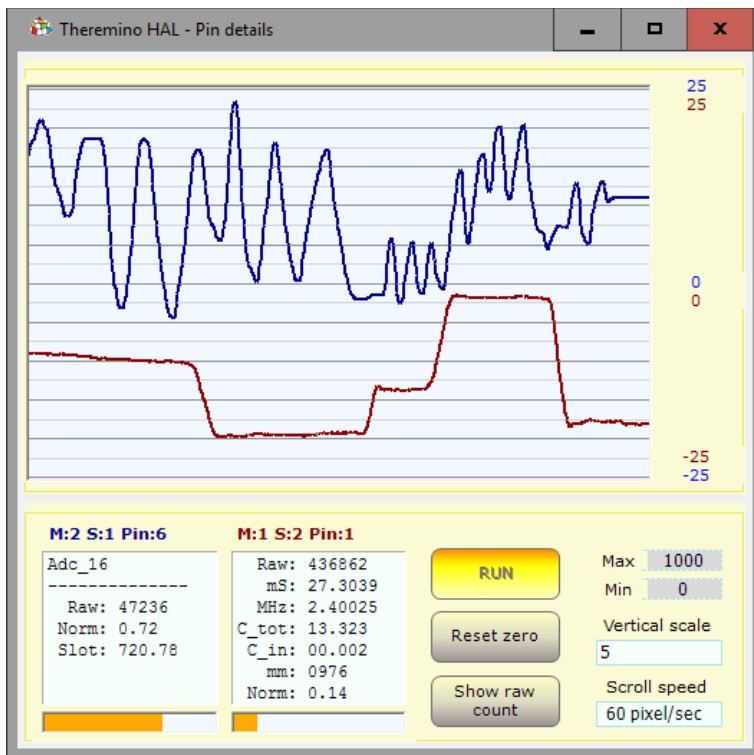 Theremino HAL - Pin details
25
25
0
0
-25
-25
M:2 S:1 Pin:6
Adc_16
--------------
Raw: 47236
Norm: 0.72
Slot: 720.78
M:1 S:2 Pin:1
Raw: 436862
mS: 27.3039
MHz: 2.40025
C_tot: 13.323
C_in: 00.002
mm: 0976
Norm: 0.14
RUN
Reset zero
Show raw
count
Max 1000
Min 0
Vertical scale
5
Scroll speed
60 pixel/sec